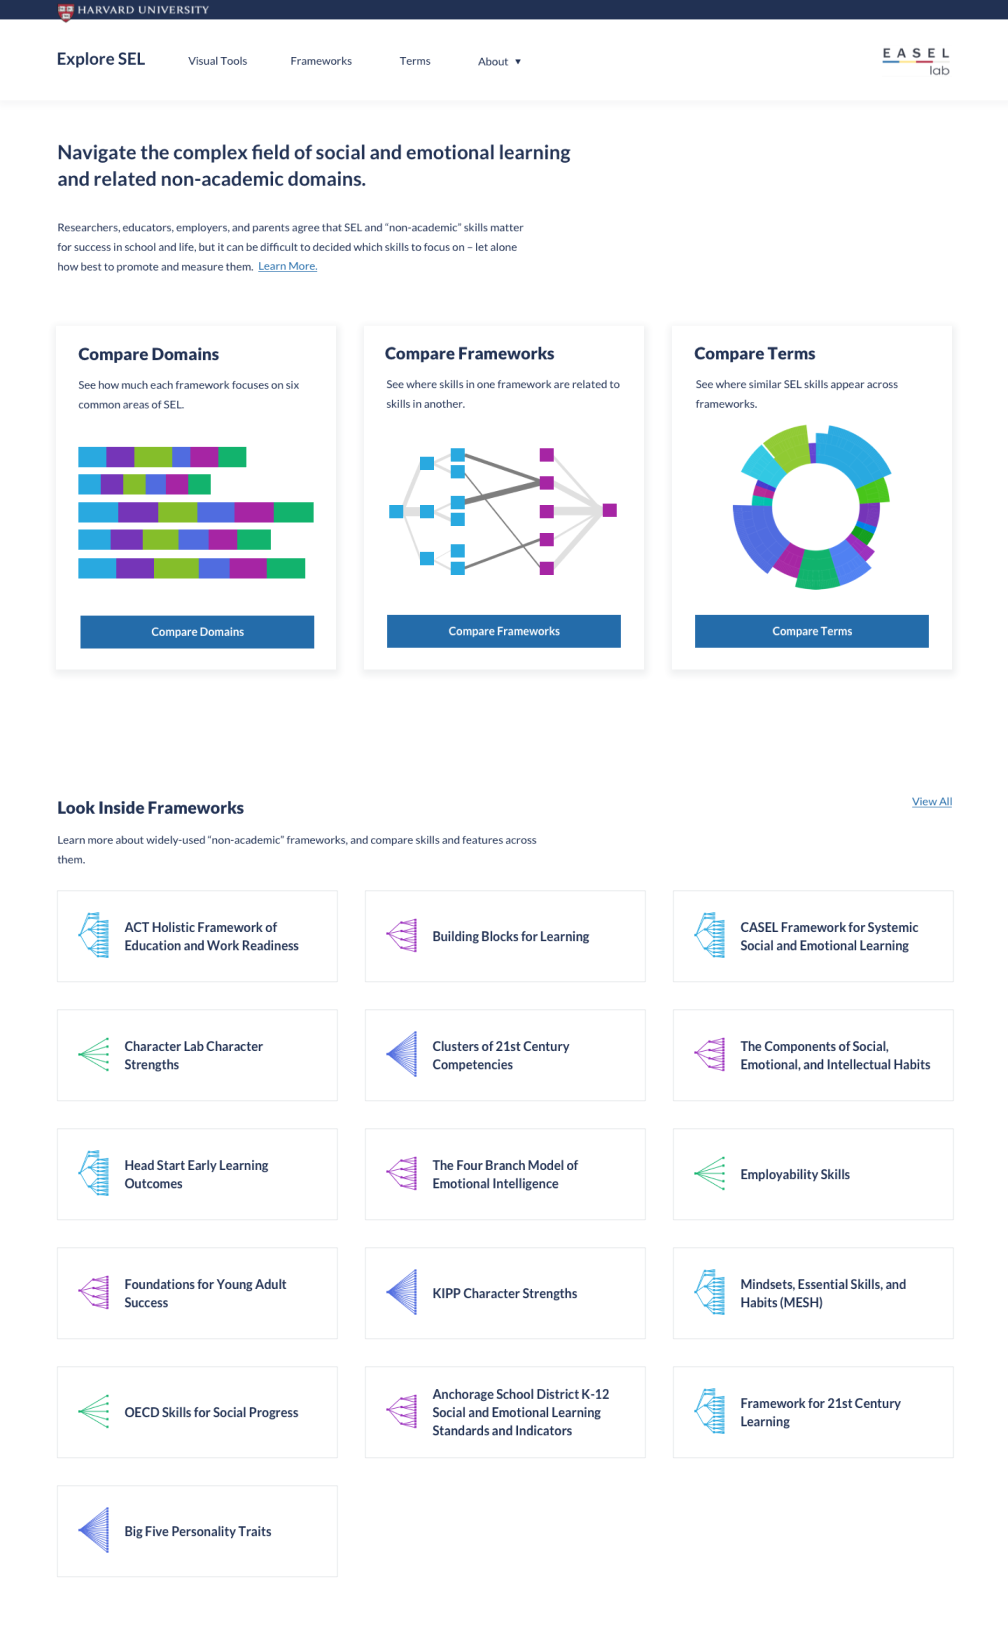 HARVARD UNIVERSITY
Explore SEL
Visual Tools
Frameworks
Terms
About ▼
EASEL
lab
Navigate the complex field of social and emotional learning
and related non-academic domains.
Researchers, educators, employers, and parents agree that SEL and “non-academic” skills matter
for success in school and life, but it can be difficult to decided which skills to focus on – let alone
how best to promote and measure them. Learn More.
Compare Domains
See how much each framework focuses on six
common areas of SEL.
Compare Domains
Compare Frameworks
See where skills in one framework are related to
skills in another.
Compare Frameworks
Compare Terms
See where similar SEL skills appear across
frameworks.
Compare Terms
Look Inside Frameworks
View All
Learn more about widely-used “non-academic” frameworks, and compare skills and features across
them.
ACT Holistic Framework of
Education and Work Readiness
Building Blocks for Learning
CASEL Framework for Systemic
Social and Emotional Learning
Character Lab Character
Strengths
Clusters of 21st Century
Competencies
The Components of Social,
Emotional, and Intellectual Habits
Head Start Early Learning
Outcomes
The Four Branch Model of
Emotional Intelligence
Employability Skills
Foundations for Young Adult
Success
KIPP Character Strengths
Mindsets, Essential Skills, and
Habits (MESH)
OECD Skills for Social Progress
Anchorage School District K-12
Social and Emotional Learning
Standards and Indicators
Framework for 21st Century
Learning
Big Five Personality Traits